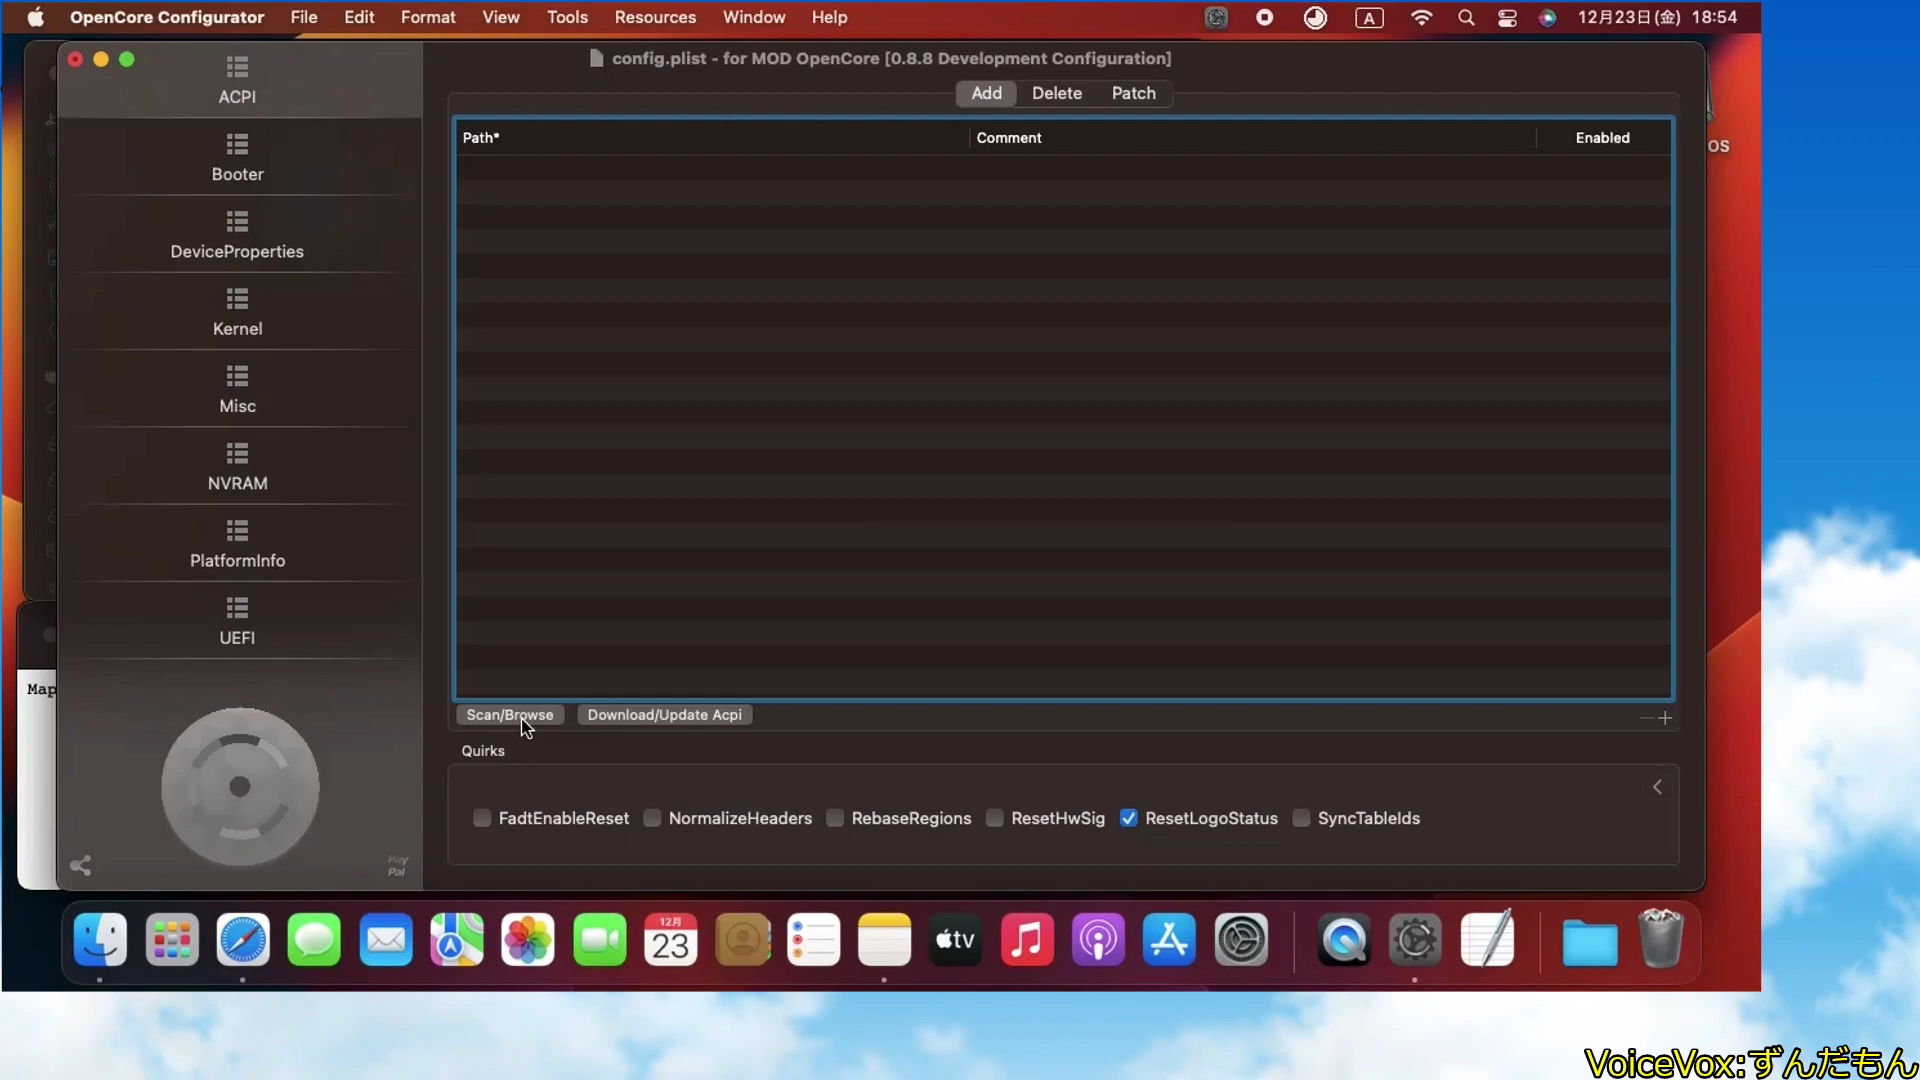 OpenCore Configurator File Edit Format View Tools Resources Window Help A 12月23日(金) 18:54
config.plist - for MOD OpenCore [0.8.8 Development Configuration]
ACPI
Booter
DeviceProperties
Kernel
Misc
NVRAM
PlatformInfo
UEFI
Pay
Pal
Add Delete Patch
Path* Comment Enabled
Scan/Browse Download/Update Acpi
Quirks
FadtEnableReset NormalizeHeaders RebaseRegions ResetHwSig ResetLogoStatus SyncTableIds
OS
Map
12月
23
tv
VoiceVox:ずんだもん